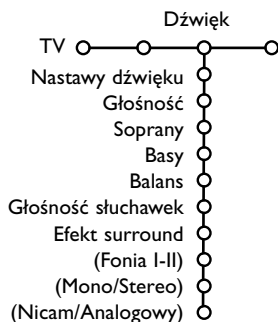 Dźwięk
TV
Nastawy dźwięku
Głośność
Soprany
Basy
Balans
Głośność słuchawek
Efekt surround
(Fonia I-II)
(Mono/Stereo)
(Nicam/Analogowy)